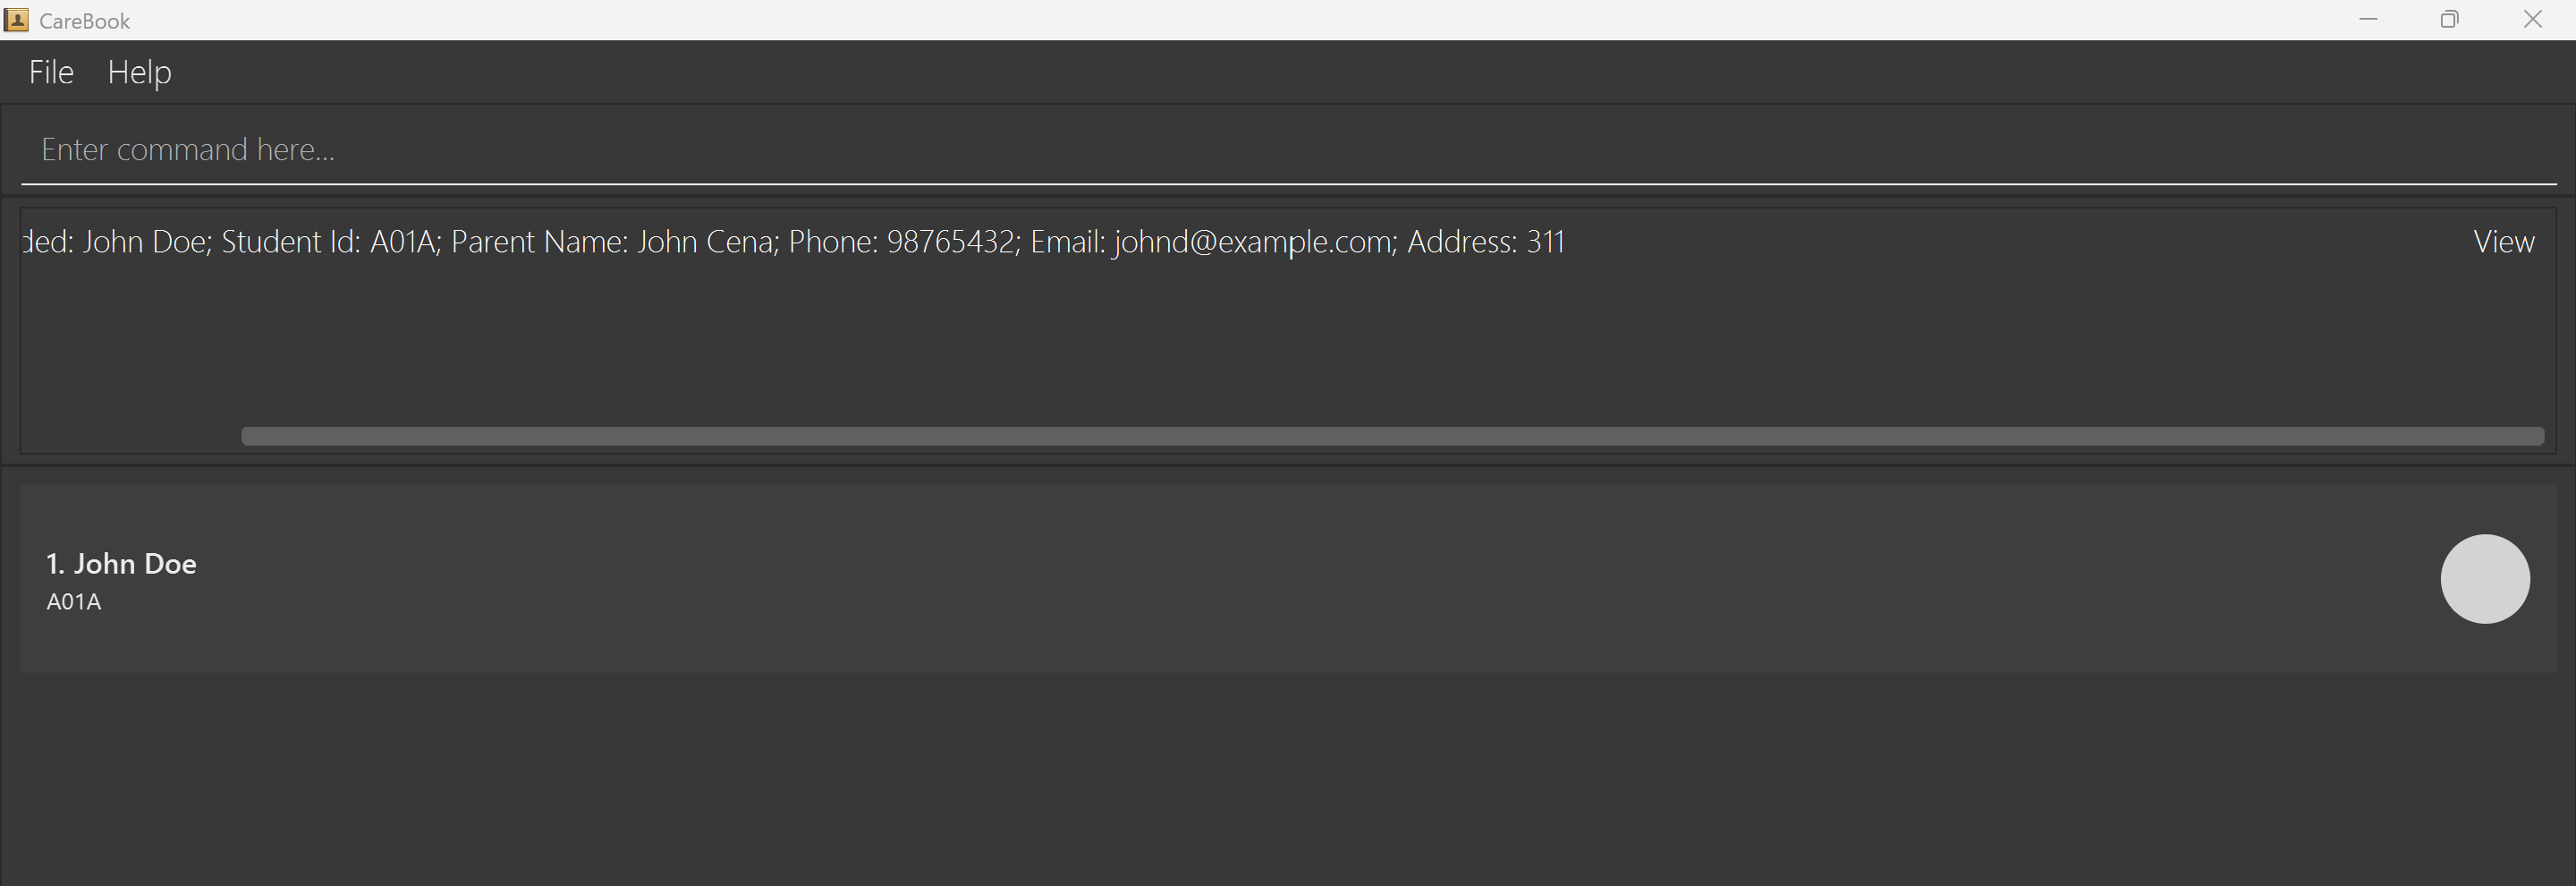 CareBook
File Help
Enter command here...
ded: John Doe; Student Id: A01A; Parent Name: John Cena; Phone: 98765432; Email: johnd@example.com; Address: 311 View
1. John Doe
A01A